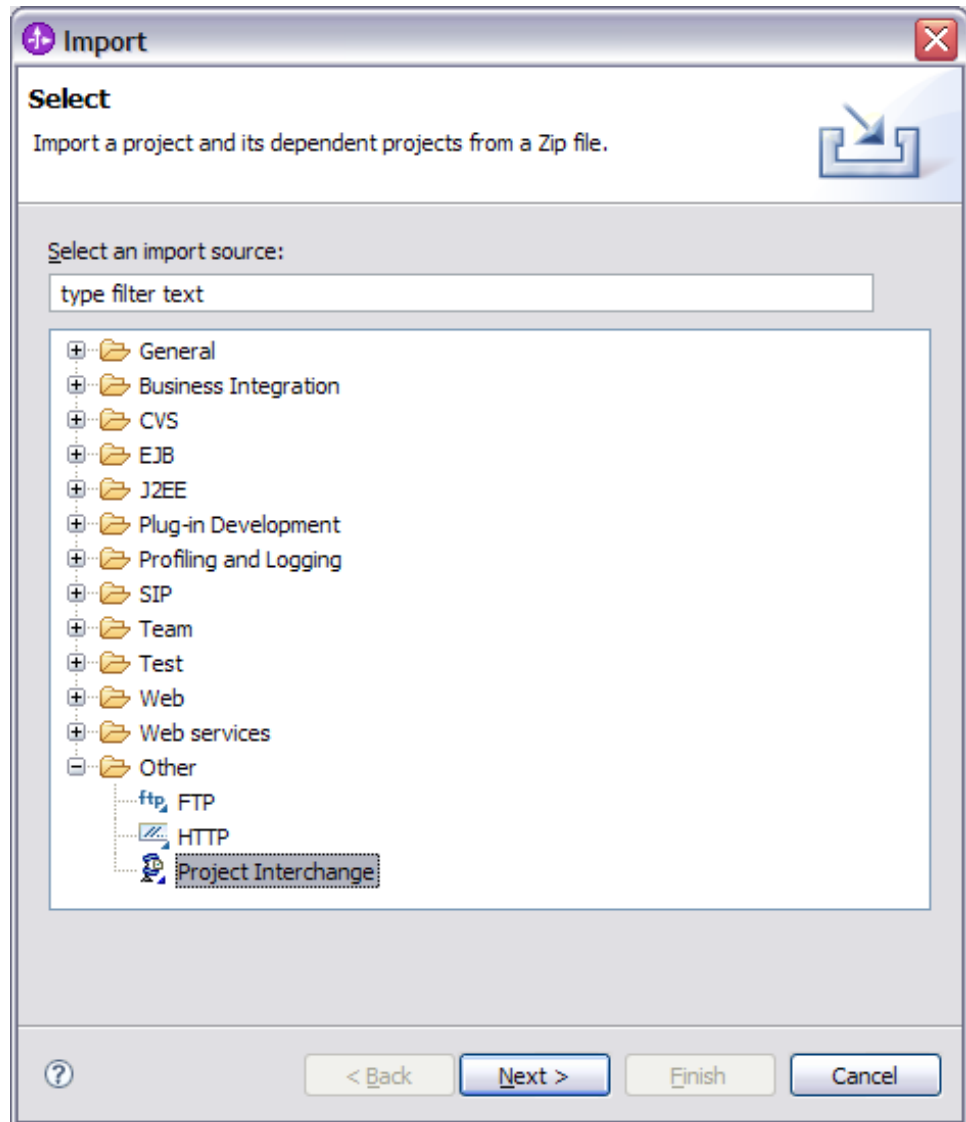 Import
Select
Import a project and its dependent projects from a Zip file.
Select an import source:
type filter text
General
Business Integration
CVS
EJB
J2EE
Plug-in Development
Profiling and Logging
SIP
Team
Test
Web
Web services
Other
ftp FTP
HTTP
Project Interchange
? < Back Next > Finish Cancel